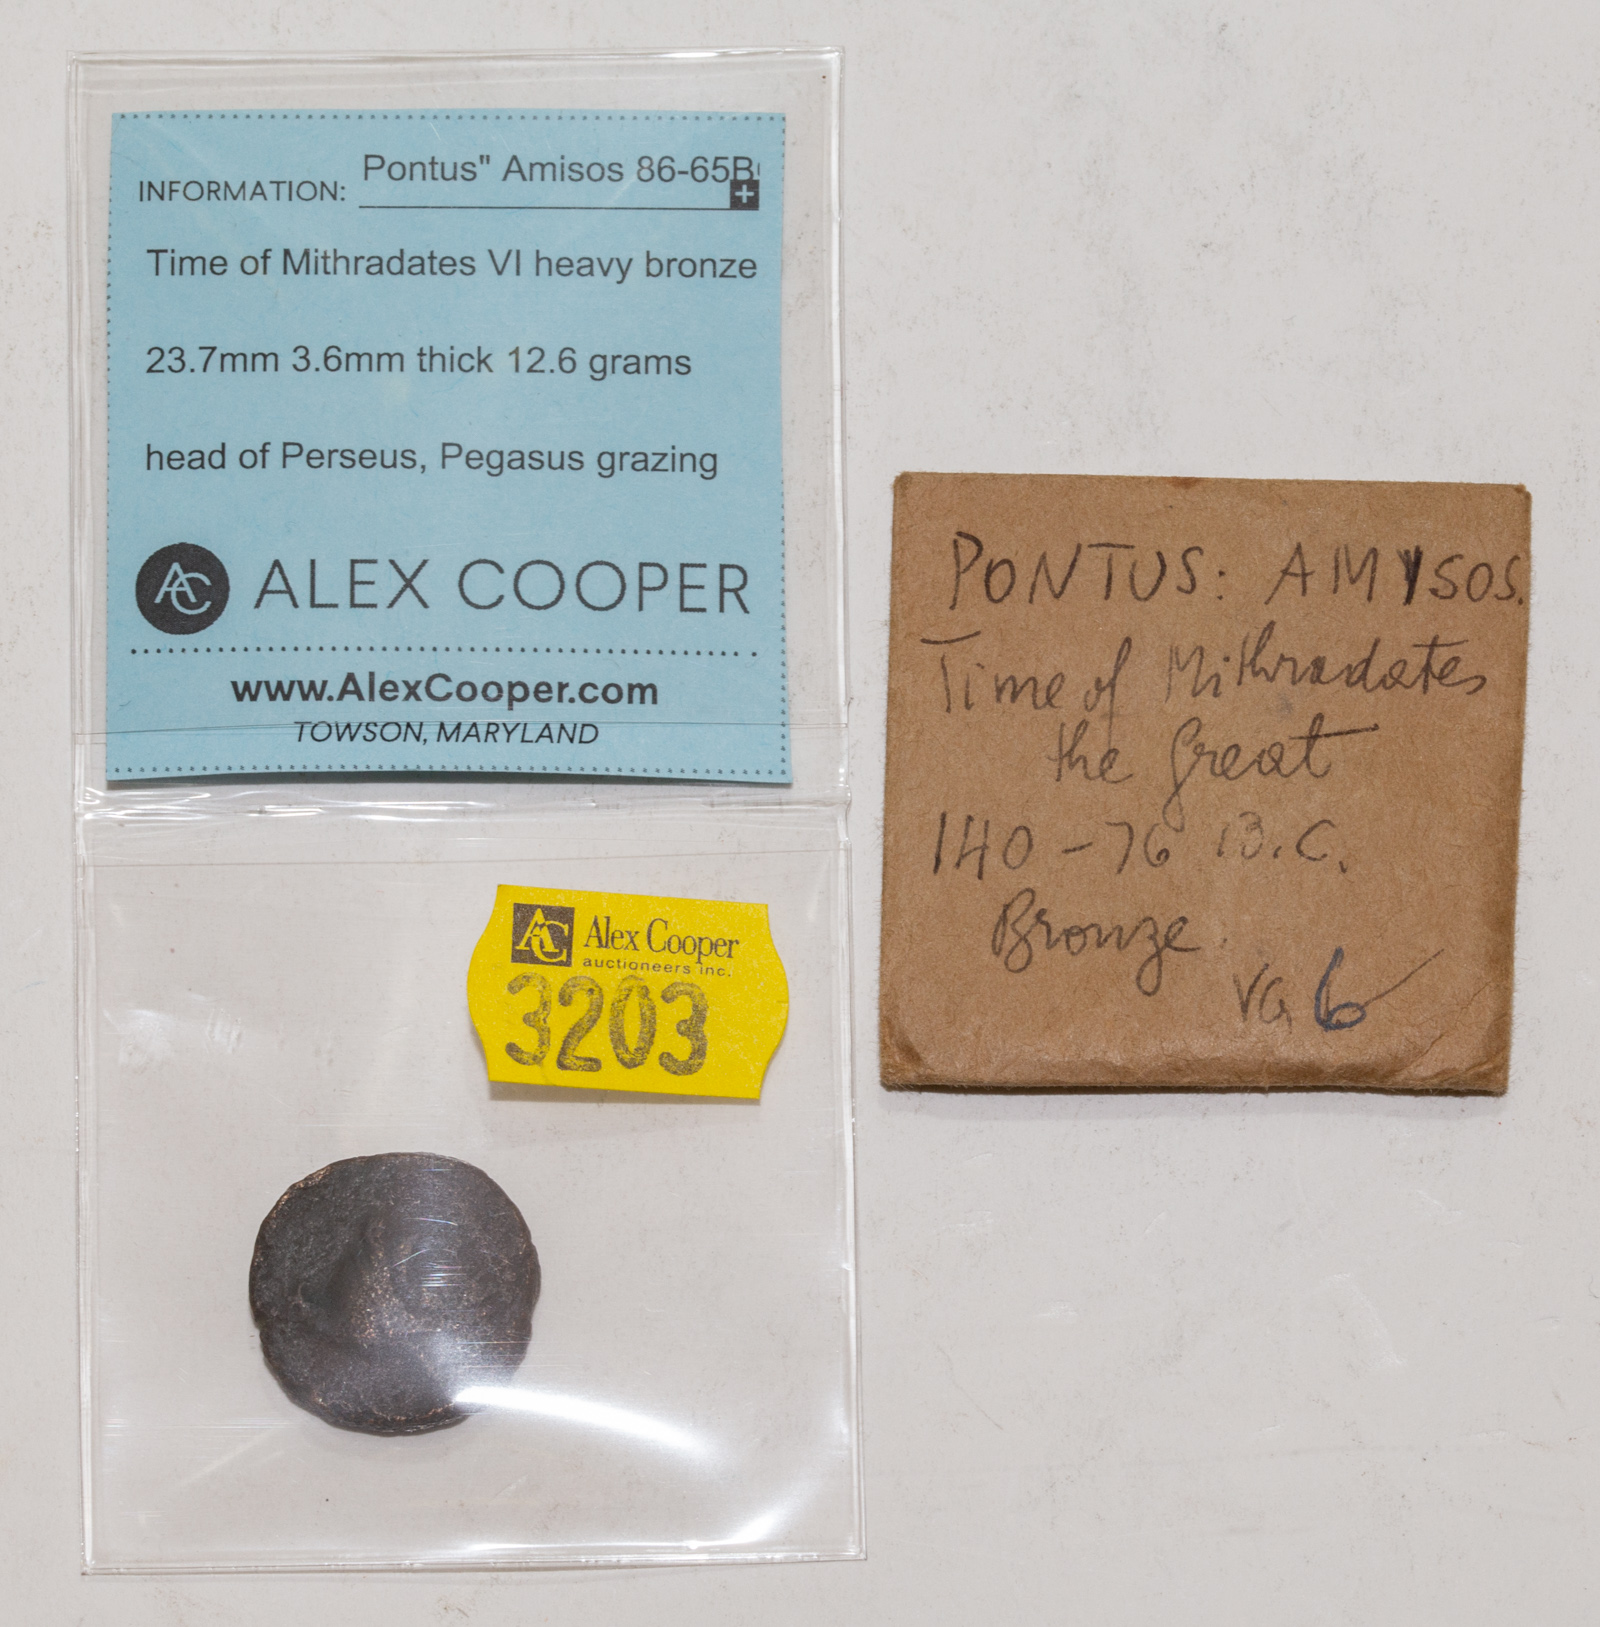 INFORMATION: Pontus" Amisos 86-65B
Time of Mithradates VI heavy bronze
23.7mm 3.6mm thick 12.6 grams
head of Perseus, Pegasus grazing
AC ALEX COOPER
www.AlexCooper.com
TOWSON, MARYLAND
AC Alex Cooper
auctioneers inc.
3203
PONTUS: AMYSOS.
Time of Mithradates
the Great
140-76 B.C.
Bronze.
VG 6